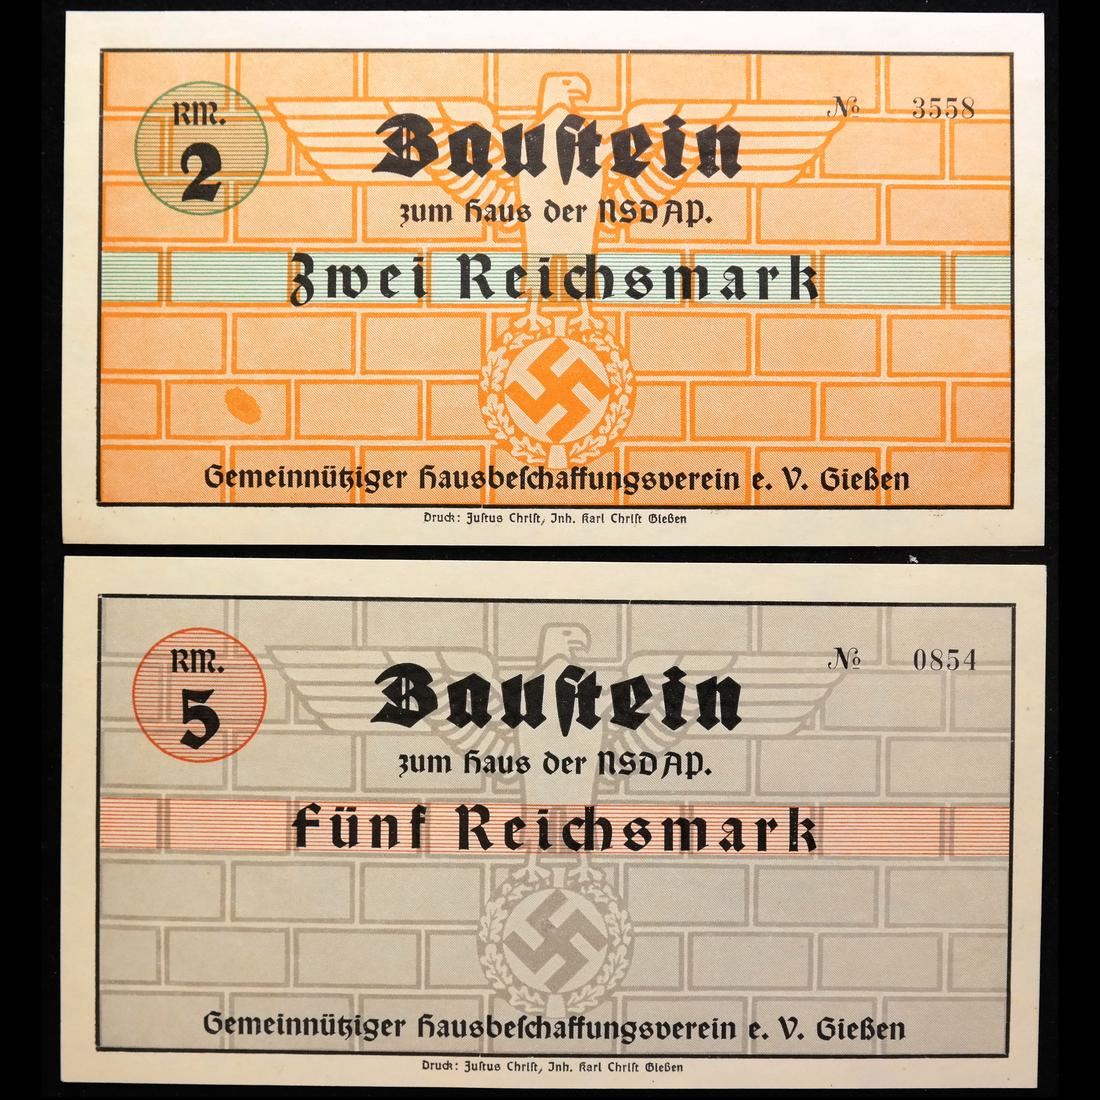 RM.
2
№ 3558
Bauſtein
zum Haus der NSDAP.
Zwei Reichsmark
Gemeinnütziger Hausbeſchaffungsverein e. V. Gießen
Druck: Juſtus Chriſt, Inh. Karl Chriſt Gießen
RM.
5
№ 0854
Bauſtein
zum Haus der NSDAP.
Fünf Reichsmark
Gemeinnütziger Hausbeſchaffungsverein e. V. Gießen
Druck: Juſtus Chriſt, Inh. Karl Chriſt Gießen